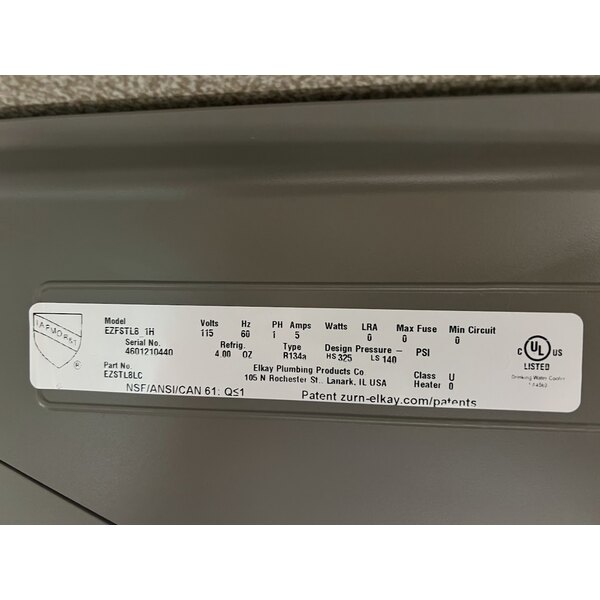 Model Volts Hz PH Amps Watts LRA Max Fuse Min Circuit
EZFSTL8_1H 115 60 1 5 0 0 0
Serial No. Refrig. Type Design Pressure - PSI
4601210440 4.00 OZ R134a HS 325 LS 140
Part No. Elkay Plumbing Products Co Class U
EZSTL8LC 105 N Rochester St.. Lanark, IL USA Heater 0
NSF/ANSI/CAN 61: Q≤1 Patent zurn-elkay.com/patents
IAPMO R&T
®
C UL US
®
LISTED
Drinking Water Cooler